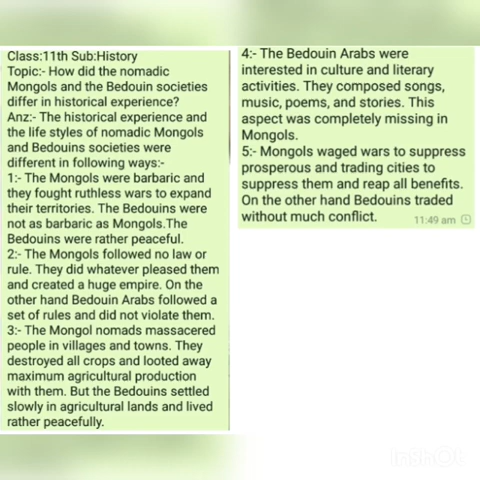 Class:11th Sub:History
Topic:- How did the nomadic
Mongols and the Bedouin societies
differ in historical experience?
Anz:- The historical experience and
the life styles of nomadic Mongols
and Bedouins societies were
different in following ways:-
1:- The Mongols were barbaric and
they fought ruthless wars to expand
their territories. The Bedouins were
not as barbaric as Mongols.The
Bedouins were rather peaceful.
2:- The Mongols followed no law or
rule. They did whatever pleased them
and created a huge empire. On the
other hand Bedouin Arabs followed a
set of rules and did not violate them.
3:- The Mongol nomads massacered
people in villages and towns. They
destroyed all crops and looted away
maximum agricultural production
with them. But the Bedouins settled
slowly in agricultural lands and lived
rather peacefully.
4:- The Bedouin Arabs were
interested in culture and literary
activities. They composed songs,
music, poems, and stories. This
aspect was completely missing in
Mongols.
5:- Mongols waged wars to suppress
prosperous and trading cities to
suppress them and reap all benefits.
On the other hand Bedouins traded
without much conflict.
11:49 am
InShOt